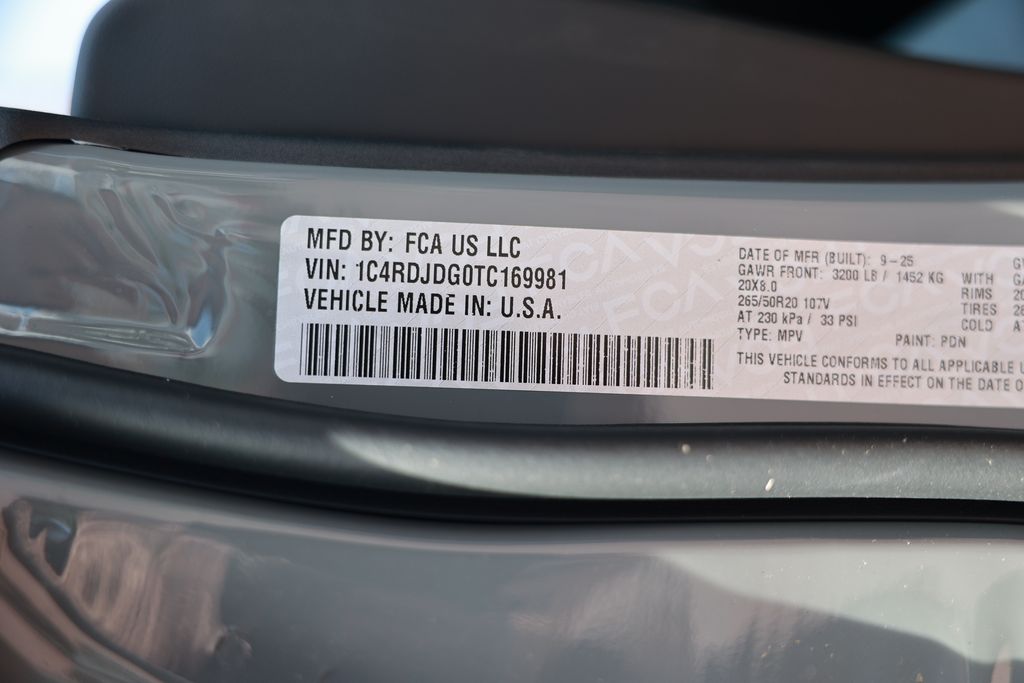 MFD BY: FCA US LLC
VIN: 1C4RDJDG0TC169981
VEHICLE MADE IN: U.S.A.
DATE OF MFR (BUILT): 9-25
GAWR FRONT: 3200 LB / 1452 KG WITH
20X8.0 RIMS
265/50R20 107V TIRES
AT 230 kPa / 33 PSI COLD
TYPE: MPV PAINT: PDN
THIS VEHICLE CONFORMS TO ALL APPLICABLE
STANDARDS IN EFFECT ON THE DATE